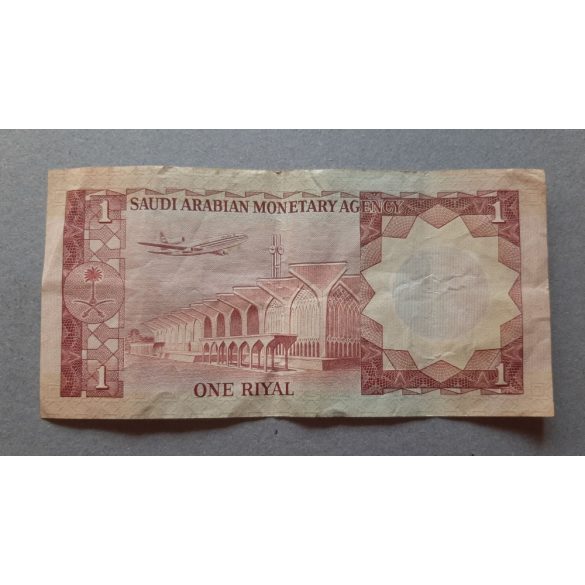 1 SAUDI ARABIAN MONETARY AGENCY 1
1 ONE RIYAL 1